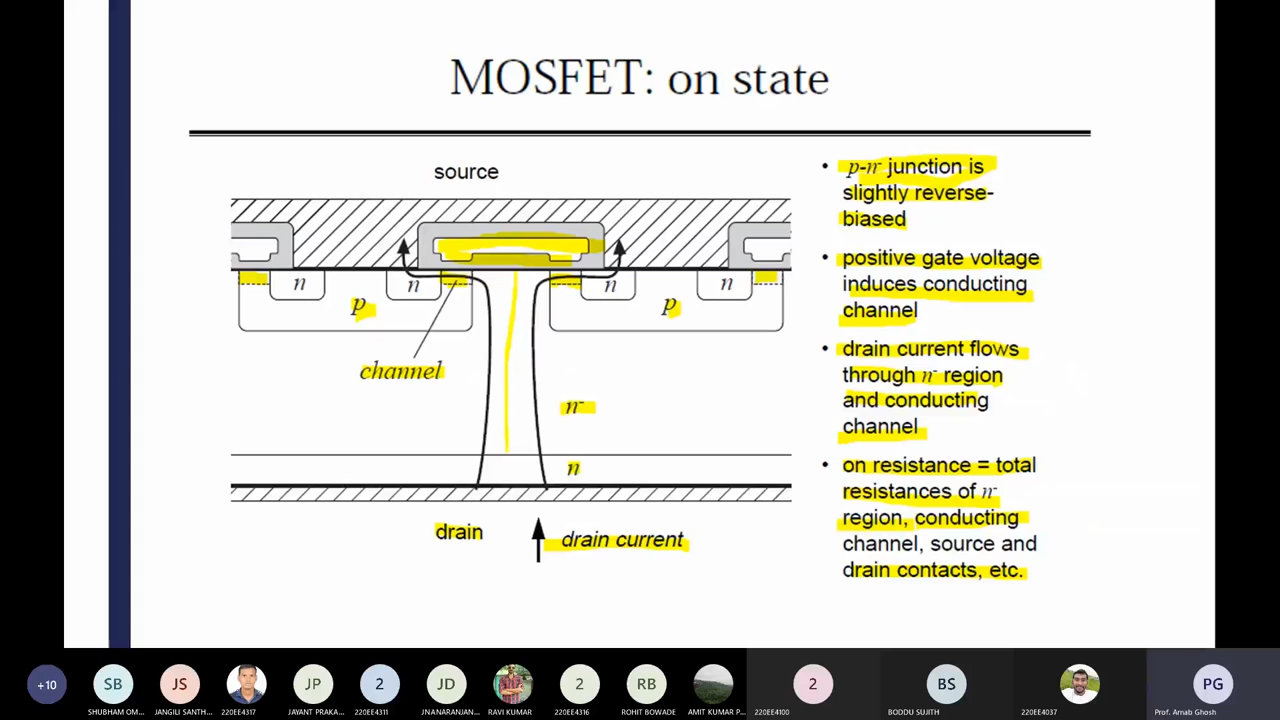 MOSFET: on state
source
n
n
n
n
p
p
channel
n-
n
drain
drain current
• p-n- junction is
slightly reverse-
biased
• positive gate voltage
induces conducting
channel
• drain current flows
through n- region
and conducting
channel
• on resistance = total
resistances of n-
region, conducting
channel, source and
drain contacts, etc.
+10
SB
JS
JP
2
JD
2
RB
2
BS
PG
SHUBHAM OM...
JANGILI SANTH...
220EE4317
JAYANT PRAKA...
220EE4311
JNANARANJAN...
RAVI KUMAR
220EE4316
ROHIT BOWADE
AMIT KUMAR P...
220EE4100
BODDU SUJITH
220EE4037
Prof. Arnab Ghosh